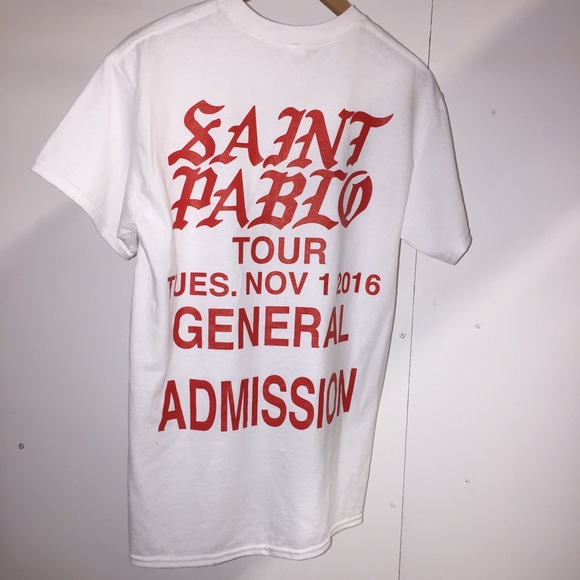 SAINT
PABLO
TOUR
TUES. NOV 1 2016
GENERAL
ADMISSION